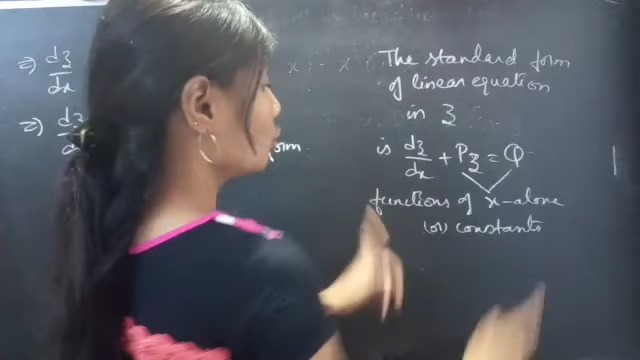 ⇒ dz/dx
x
x
⇒ dz
form
The standard form
of linear equation
in z
is dz/dx + Pz = Q
functions of x-alone
(or) constants